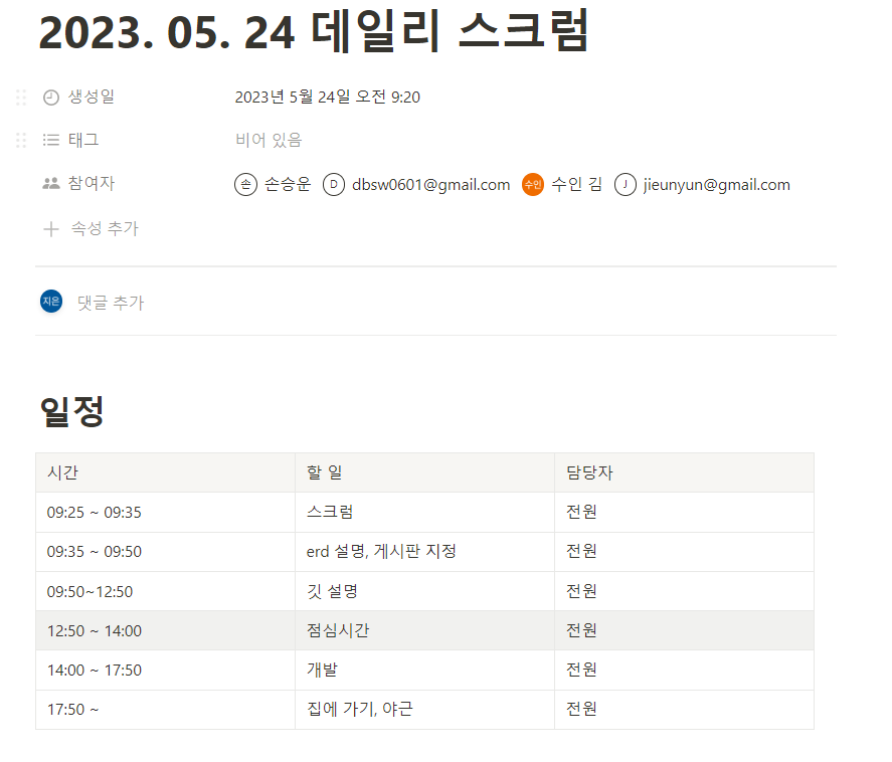 2023. 05. 24 데일리 스크럼
생성일 2023년 5월 24일 오전 9:20
태그 비어 있음
참여자 손 손승운 D dbsw0601@gmail.com 수인 수인 김 J jieunyun@gmail.com
속성 추가
지은 댓글 추가
일정
시간 할 일 담당자
09:25 ~ 09:35 스크럼 전원
09:35 ~ 09:50 erd 설명, 게시판 지정 전원
09:50~12:50 깃 설명 전원
12:50 ~ 14:00 점심시간 전원
14:00 ~ 17:50 개발 전원
17:50 ~ 집에 가기, 야근 전원